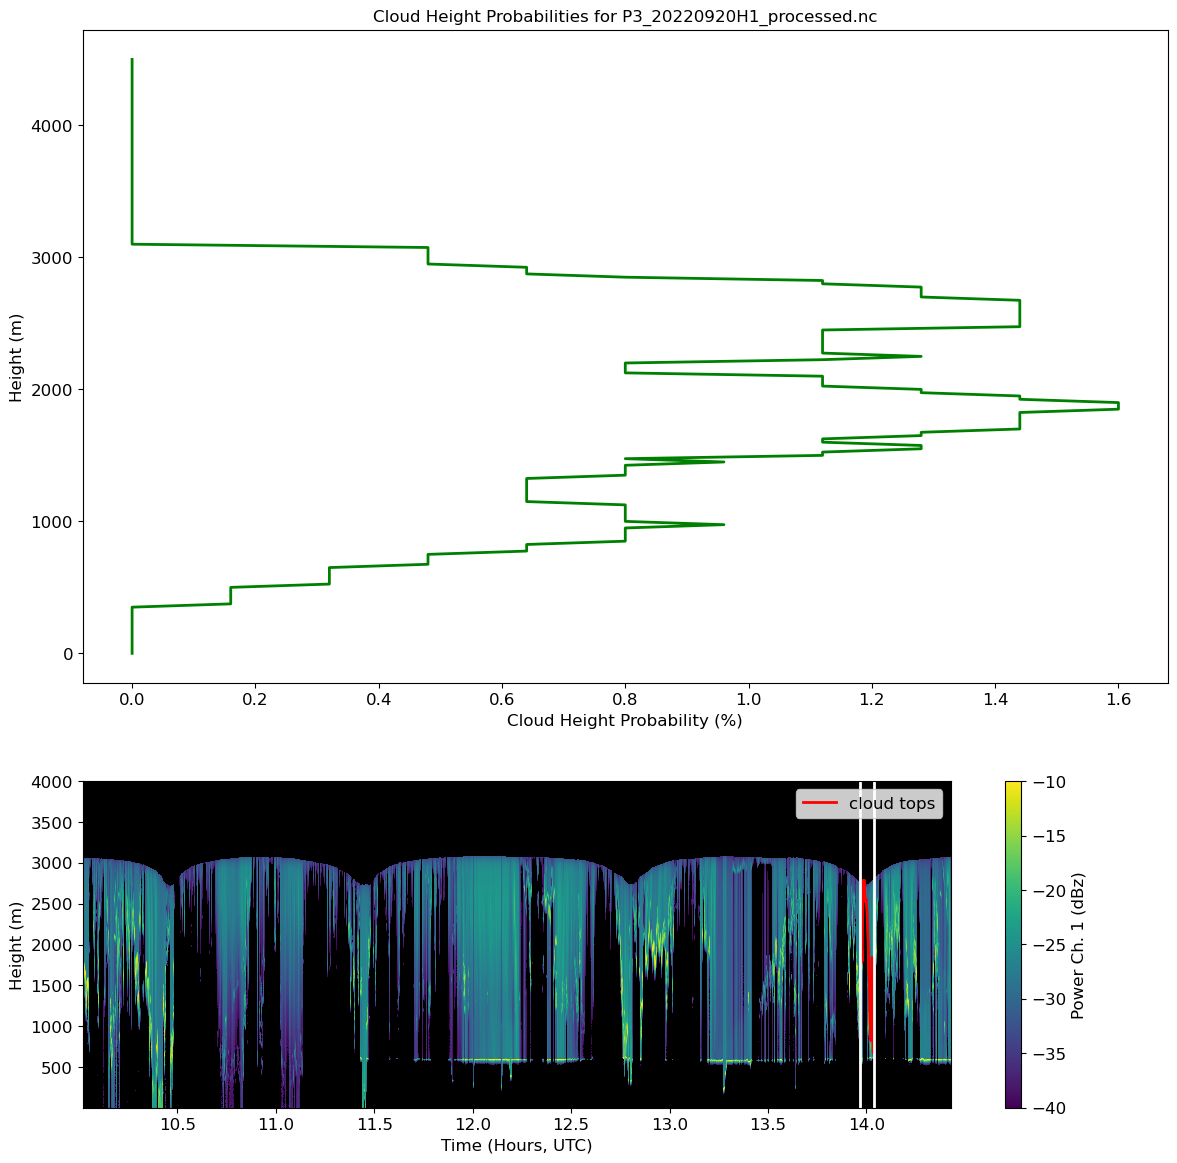 Cloud Height Probabilities for P3_20220920H1_processed.nc
4000
3000
2000
1000
0
Height (m)
0.0 0.2 0.4 0.6 0.8 1.0 1.2 1.4 1.6
Cloud Height Probability (%)
4000
3500
3000
2500
2000
1500
1000
500
Height (m)
cloud tops
10.5 11.0 11.5 12.0 12.5 13.0 13.5 14.0
Time (Hours, UTC)
−10
−15
−20
−25
−30
−35
−40
Power Ch. 1 (dBz)